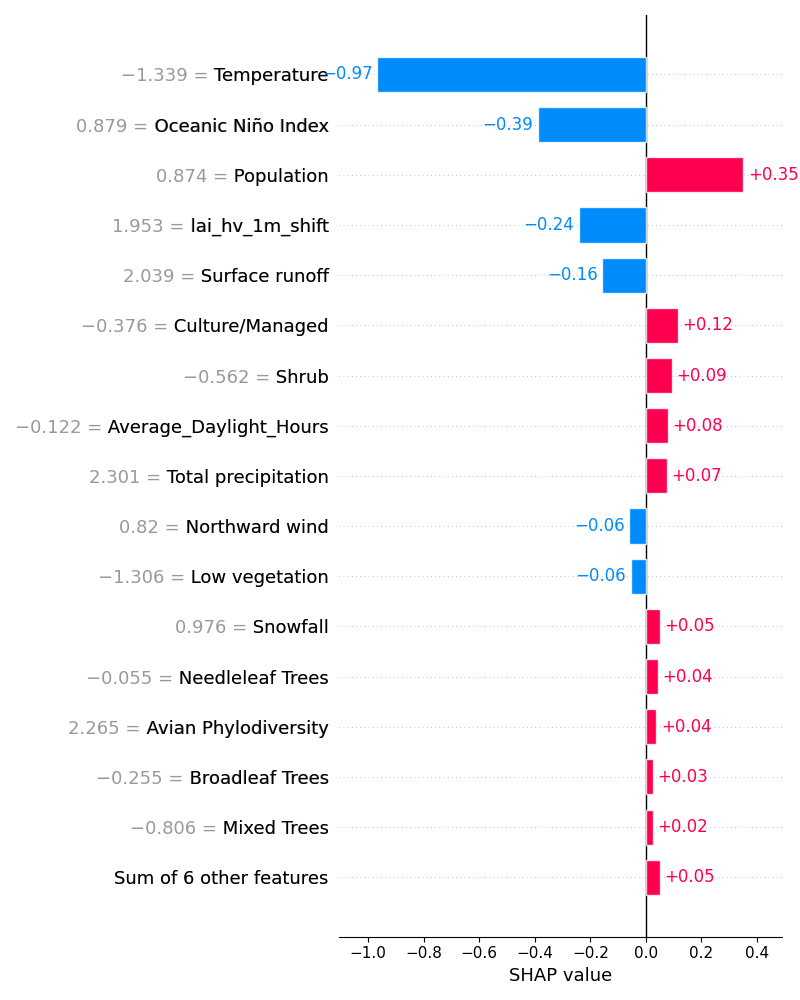 −1.339 = Temperature −0.97
0.879 = Oceanic Niño Index −0.39
0.874 = Population +0.35
1.953 = lai_hv_1m_shift −0.24
2.039 = Surface runoff −0.16
−0.376 = Culture/Managed +0.12
−0.562 = Shrub +0.09
−0.122 = Average_Daylight_Hours +0.08
2.301 = Total precipitation +0.07
0.82 = Northward wind −0.06
−1.306 = Low vegetation −0.06
0.976 = Snowfall +0.05
−0.055 = Needleleaf Trees +0.04
2.265 = Avian Phylodiversity +0.04
−0.255 = Broadleaf Trees +0.03
−0.806 = Mixed Trees +0.02
Sum of 6 other features +0.05
−1.0 −0.8 −0.6 −0.4 −0.2 0.0 0.2 0.4
SHAP value